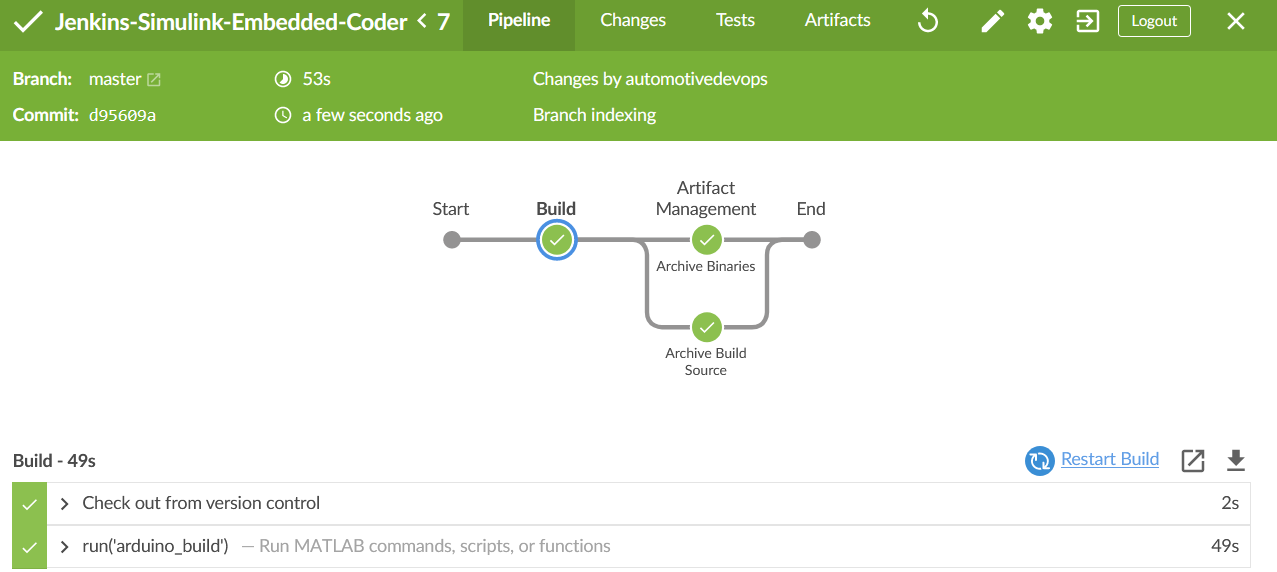 Jenkins-Simulink-Embedded-Coder < 7 Pipeline Changes Tests Artifacts Logout
Branch: master 53s Changes by automotivedevops
Commit: d95609a a few seconds ago Branch indexing
Artifact
Start Build Management End
Archive Binaries
Archive Build
Source
Build - 49s Restart Build
Check out from version control 2s
run('arduino_build') — Run MATLAB commands, scripts, or functions 49s